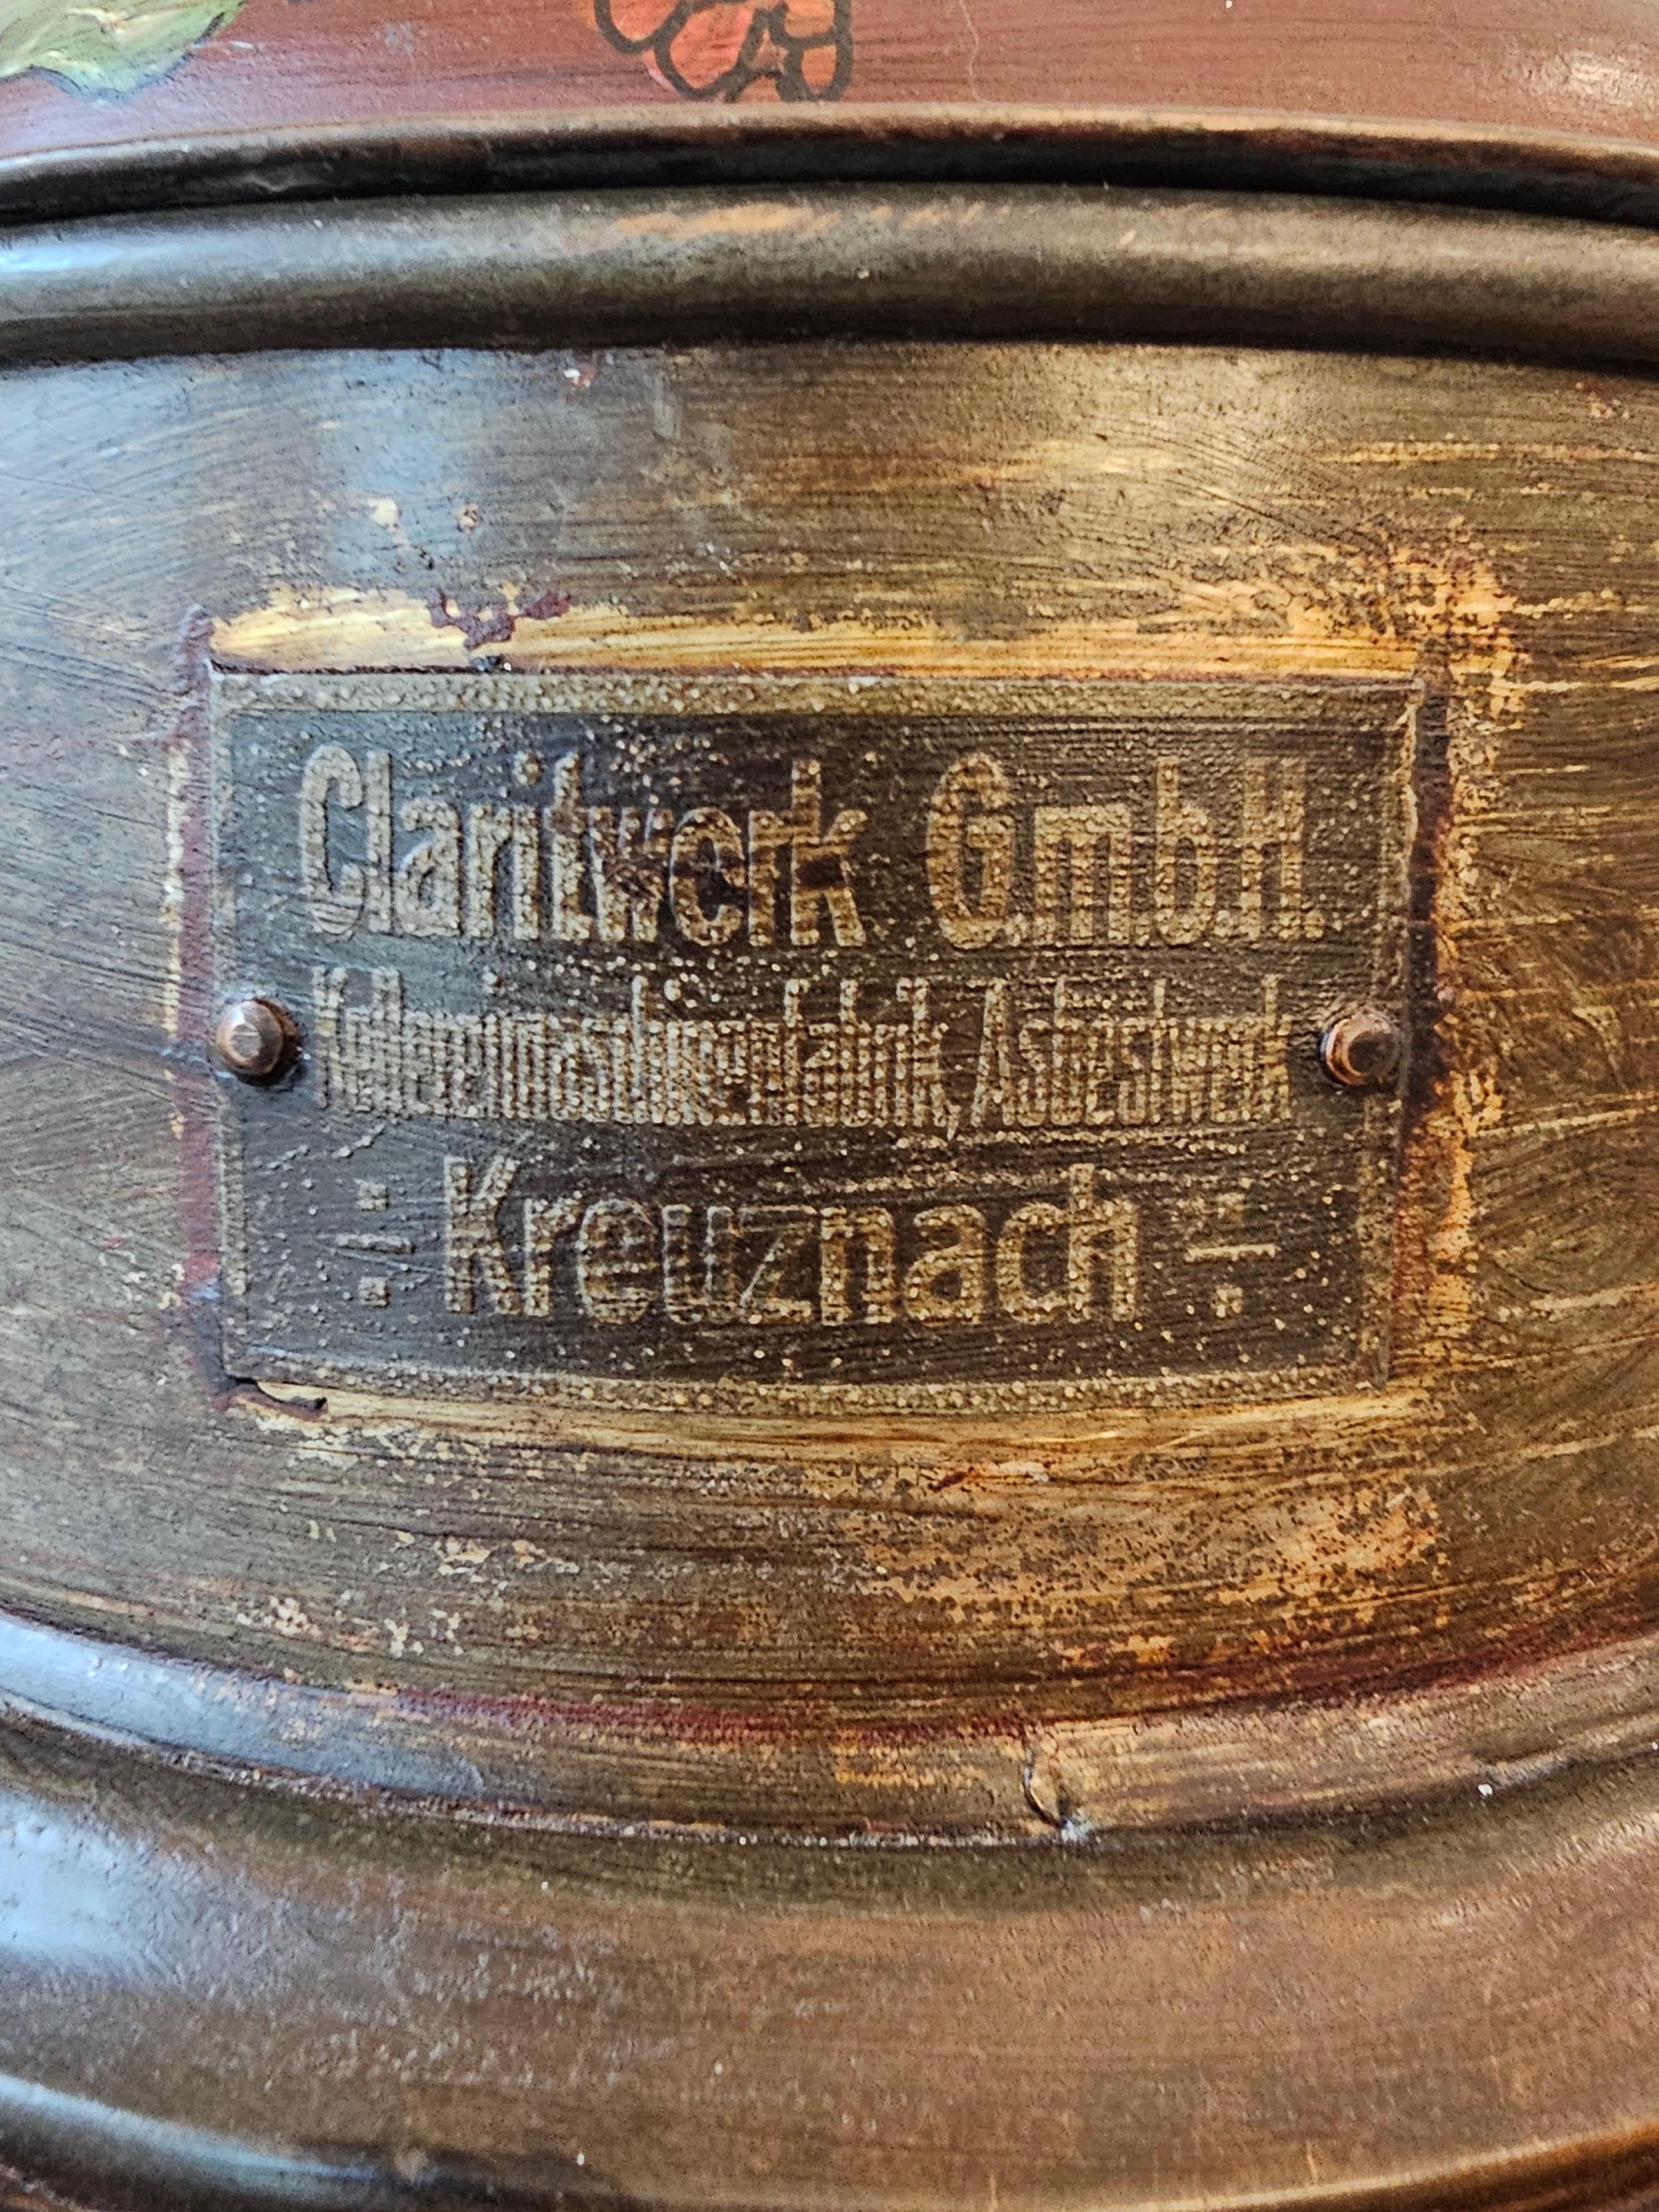 Claritwerk G.m.b.H.
Kellereimaschinenfabrik, Asbestwerk
Kreuznach